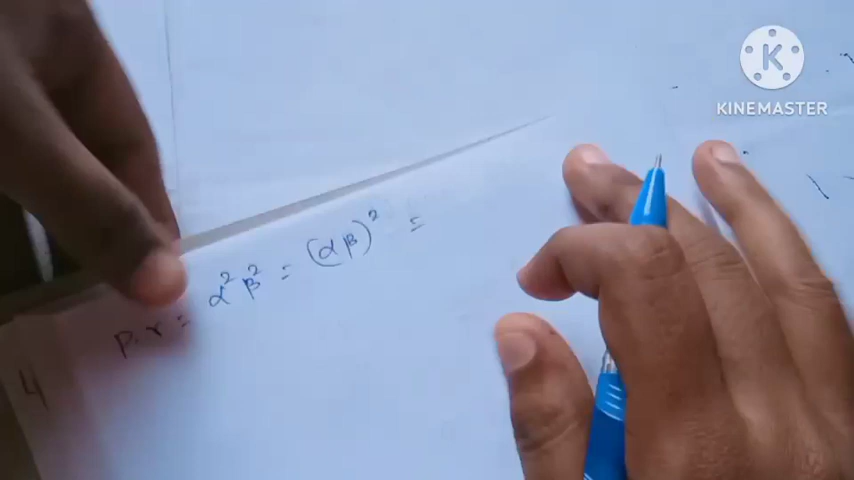 KINEMASTER
P.r = α²β² = (αβ)² =
4